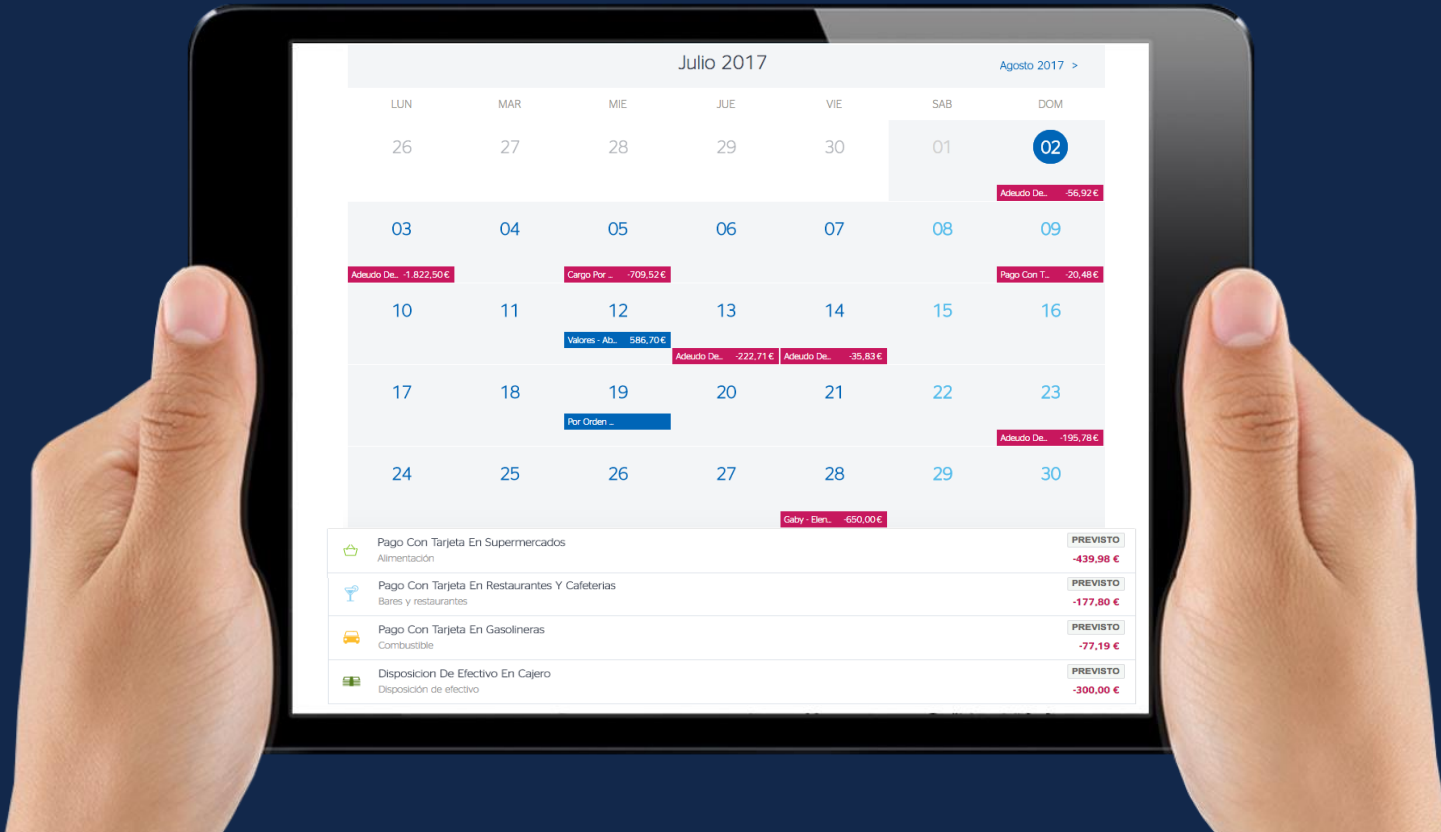 Julio 2017
Agosto 2017 >
LUN MAR MIE JUE VIE SAB DOM
26 27 28 29 30 01 02
Adeudo De.. -56,92€
03 04 05 06 07 08 09
Adeudo De.. -1.822,50€ Cargo Por .. -709,52€ Pago Con T.. -20,48€
10 11 12 13 14 15 16
Valores - Ab.. 586,70€
Adeudo De.. -222,71€ Adeudo De.. -35,83€
17 18 19 20 21 22 23
Por Orden ..
Adeudo De.. -195,78€
24 25 26 27 28 29 30
Gaby - Elen.. -650,00€
Pago Con Tarjeta En Supermercados PREVISTO
Alimentación -439,98 €
Pago Con Tarjeta En Restaurantes Y Cafeterias PREVISTO
Bares y restaurantes -177,80 €
Pago Con Tarjeta En Gasolineras PREVISTO
Combustible -77,19 €
Disposicion De Efectivo En Cajero PREVISTO
Disposición de efectivo -300,00 €